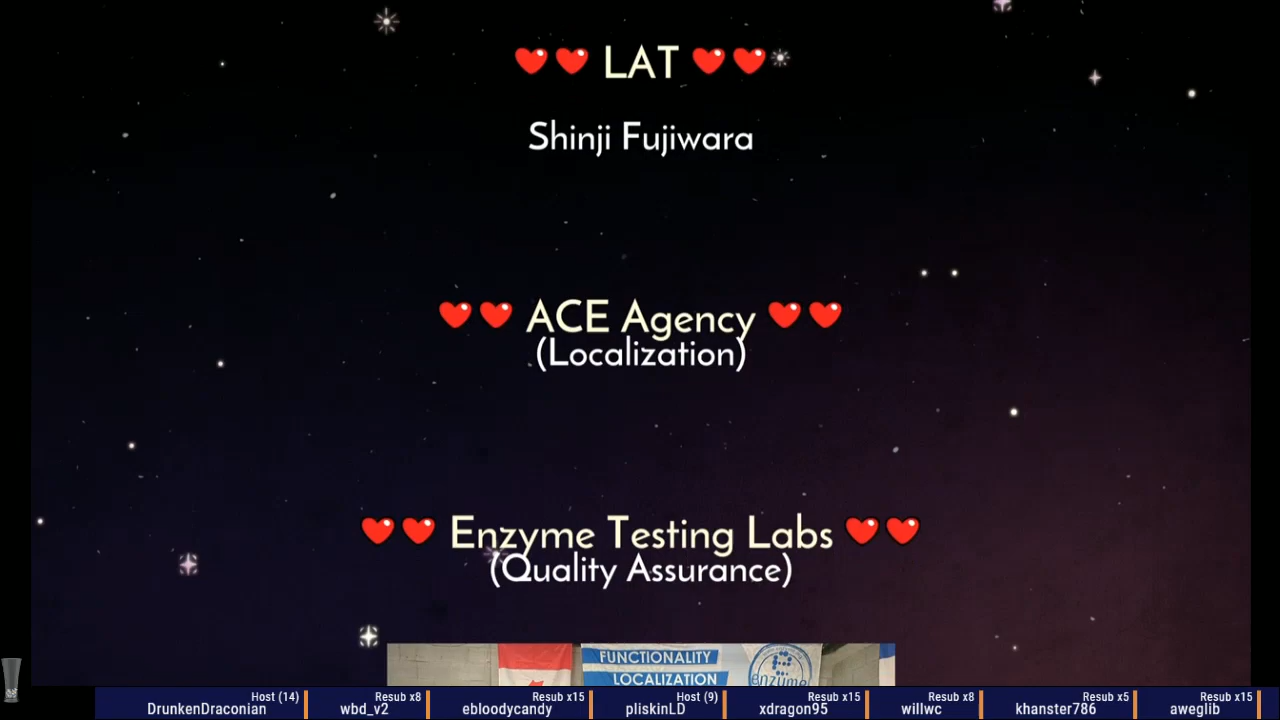 LAT
Shinji Fujiwara
ACE Agency
(Localization)
Enzyme Testing Labs
(Quality Assurance)
FUNCTIONALITY
LOCALIZATION
enzyme
Host (14)
DrunkenDraconian
Resub x8
wbd_v2
Resub x15
ebloodycandy
Host (9)
pliskinLD
Resub x15
xdragon95
Resub x8
willwc
Resub x5
khanster786
Resub x15
aweglib